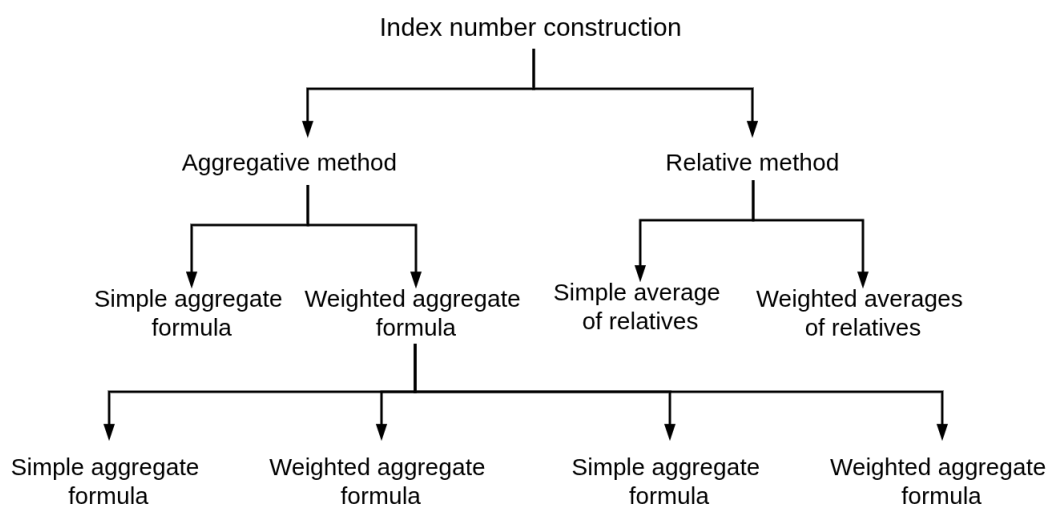 Index number construction
Aggregative method
Relative method
Simple aggregate
formula
Weighted aggregate
formula
Simple average
of relatives
Weighted averages
of relatives
Simple aggregate
formula
Weighted aggregate
formula
Simple aggregate
formula
Weighted aggregate
formula